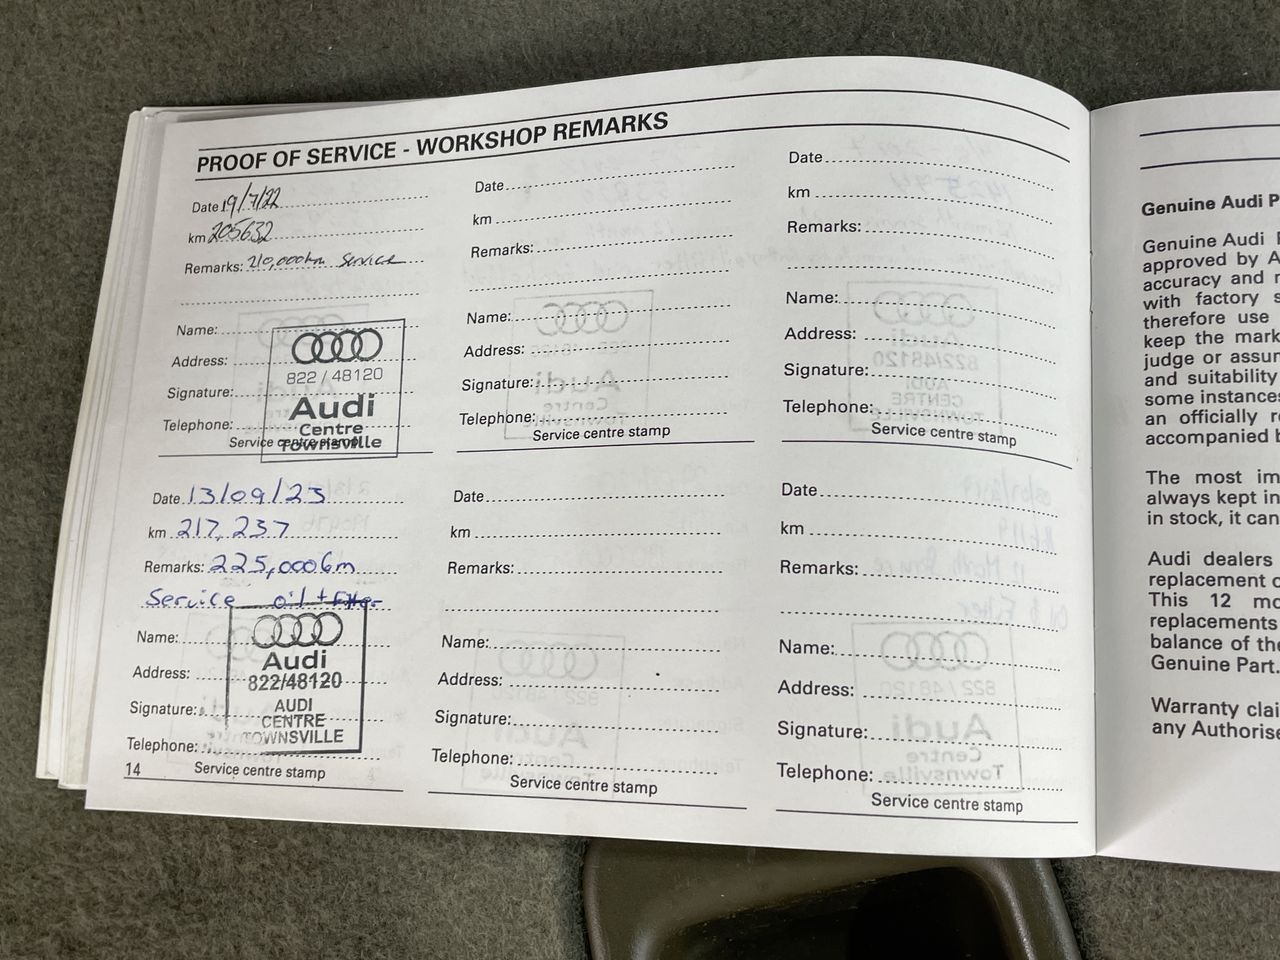 PROOF OF SERVICE - WORKSHOP REMARKS
Date 19/7/22
km 205632
Remarks: 210,000km Service
Name:
Address:
Signature:
Telephone:
822 / 48120
Audi
Centre
Townsville
Service centre stamp
Date 13/09/23
km 217,237
Remarks: 225,000km
Service oil + Filter
Name:
Address:
Signature:
Telephone:
Audi
822/48120
AUDI
CENTRE
TOWNSVILLE
Service centre stamp
14
Date
km
Remarks:
Name:
Address:
Signature:
Telephone:
Service centre stamp
Date
km
Remarks:
Name:
Address:
Signature:
Telephone:
Service centre stamp
Date
km
Remarks:
Name:
Address:
Signature:
Telephone:
Service centre stamp
Date
km
Remarks:
Name:
Address:
Signature:
Telephone:
Service centre stamp
Genuine Audi P
Genuine Audi
approved by A
accuracy and
with factory s
therefore use
keep the mark
judge or assum
and suitability
some instances
an officially re
accompanied b
The most im
always kept in
in stock, it can
Audi dealers
replacement o
This 12 mo
replacements
balance of the
Genuine Part.
Warranty clai
any Authorise